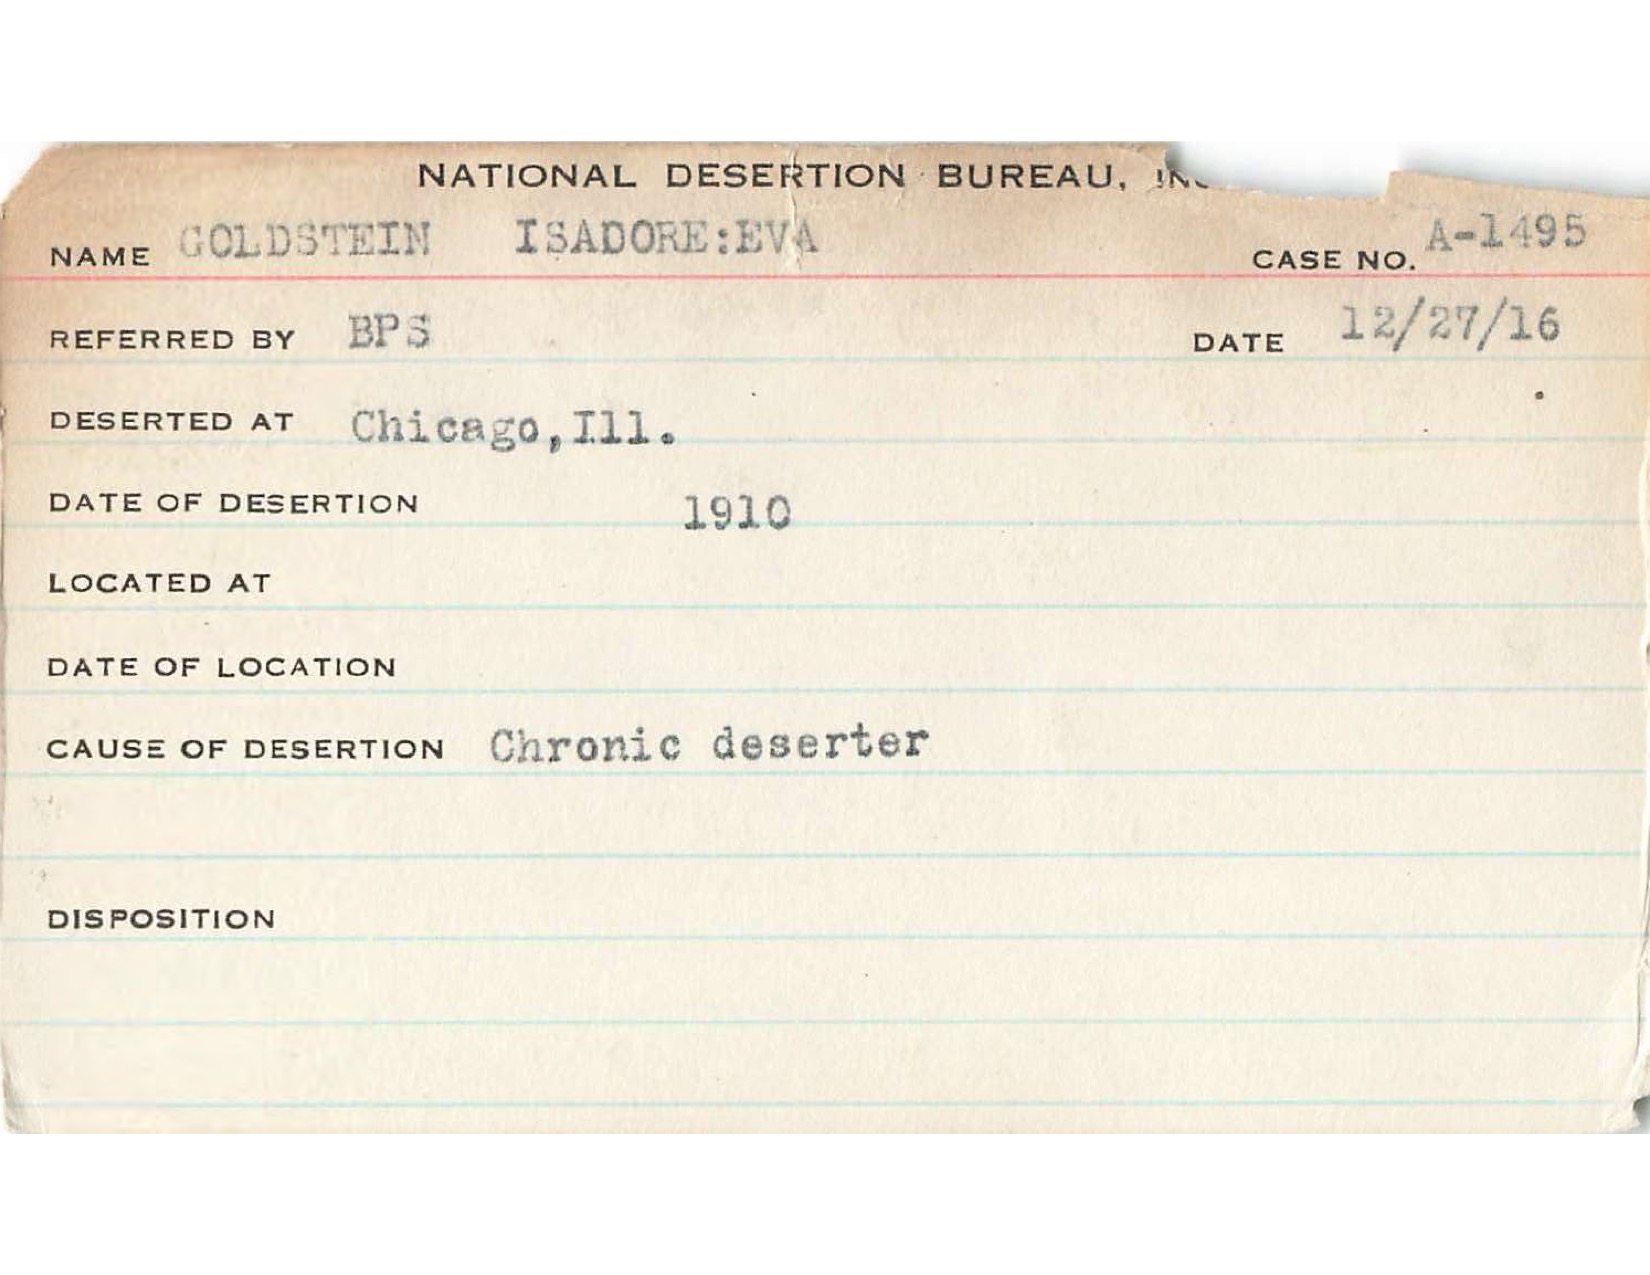 NATIONAL DESERTION BUREAU, INC
NAME GOLDSTEIN ISADORE:EVA CASE NO. A-1495
REFERRED BY BPS DATE 12/27/16
DESERTED AT Chicago,Ill.
DATE OF DESERTION 1910
LOCATED AT
DATE OF LOCATION
CAUSE OF DESERTION Chronic deserter
DISPOSITION